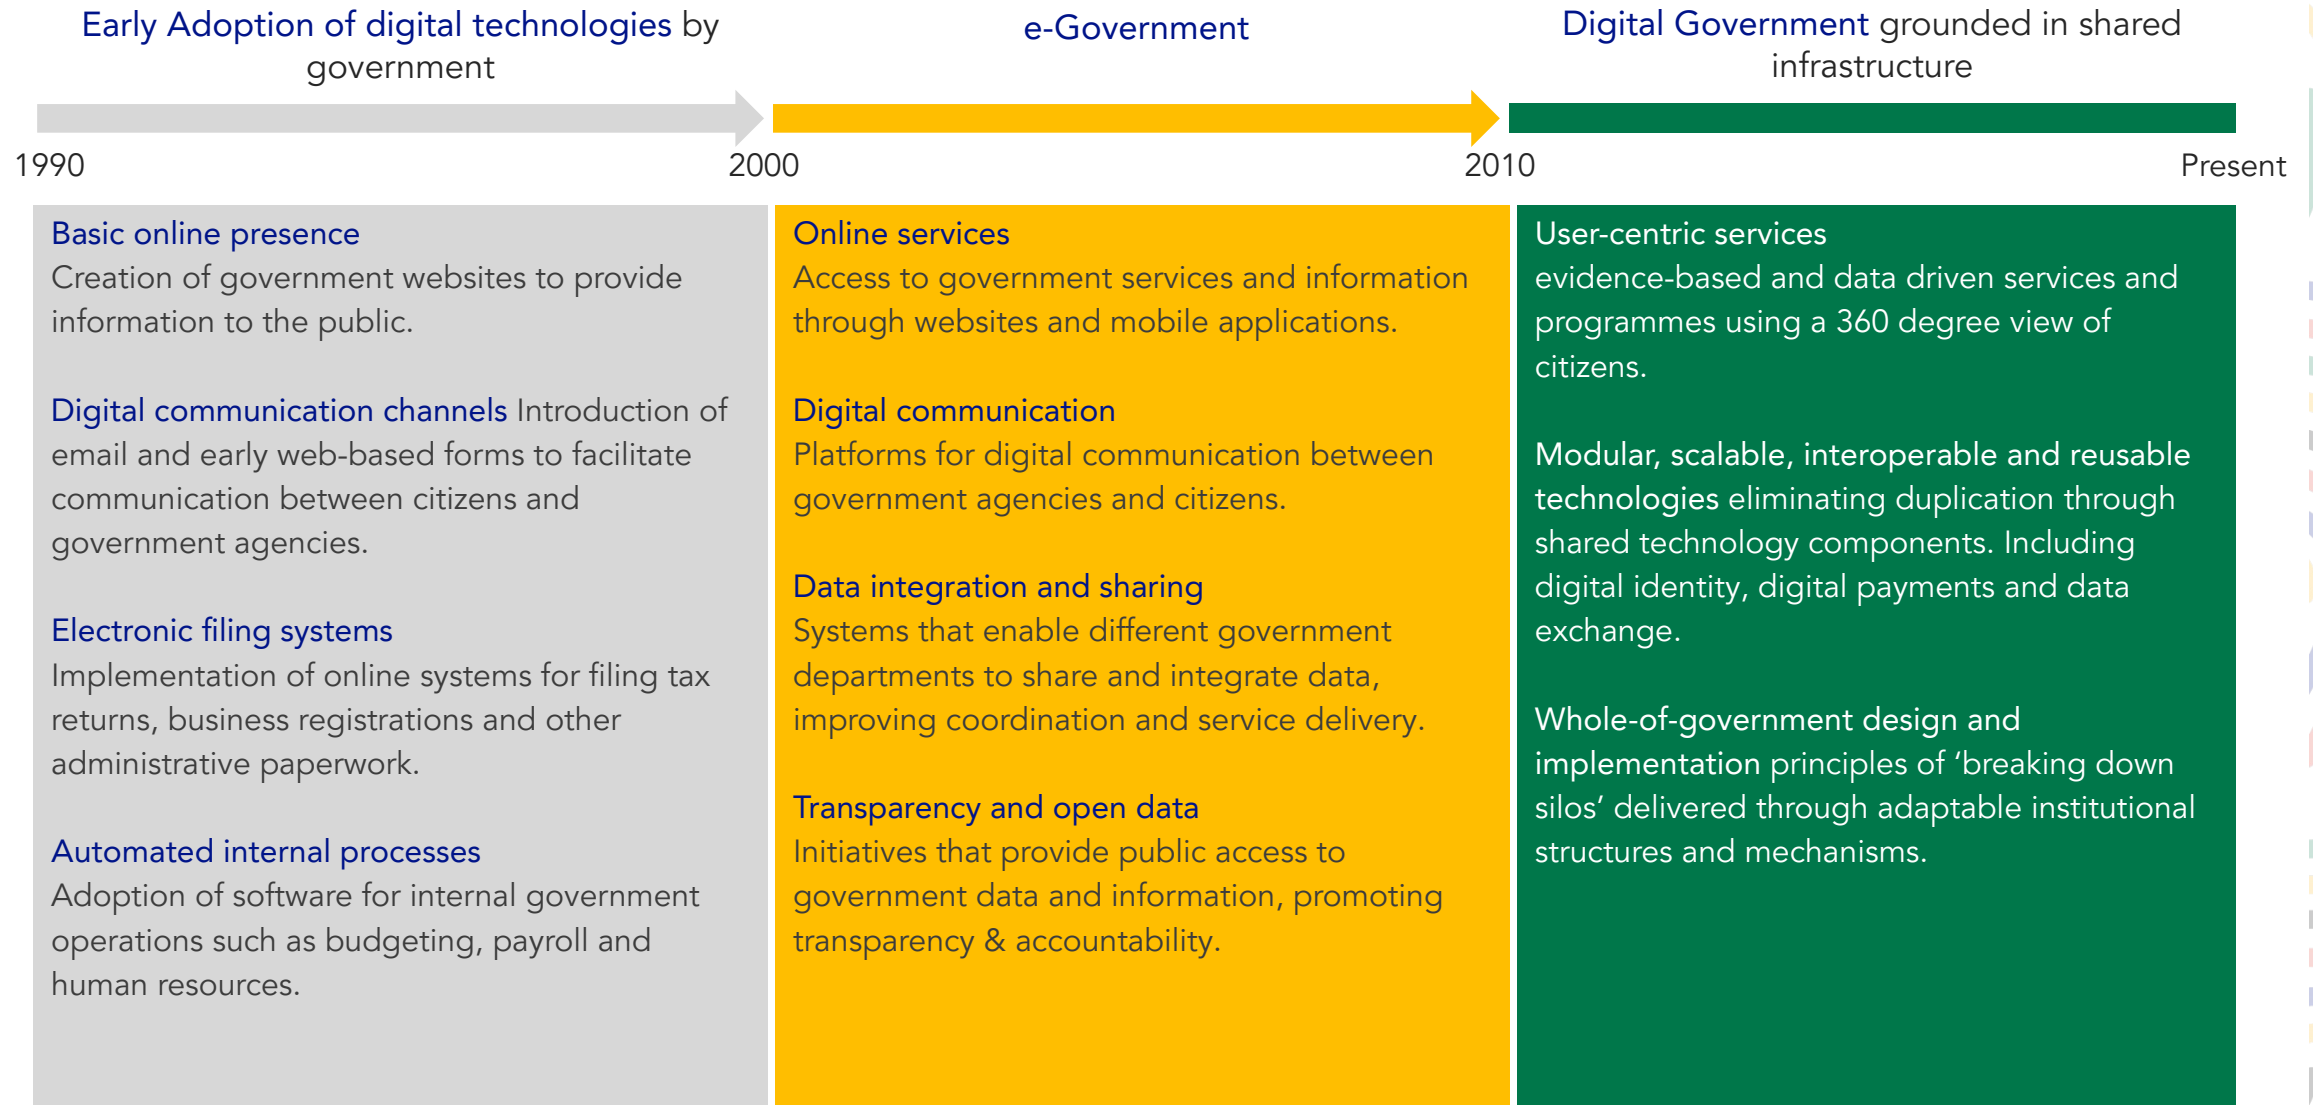 Early Adoption of digital technologies by
government
e-Government
Digital Government grounded in shared
infrastructure
1990
2000
2010
Present
Basic online presence
Creation of government websites to provide
information to the public.
Digital communication channels Introduction of
email and early web-based forms to facilitate
communication between citizens and
government agencies.
Electronic filing systems
Implementation of online systems for filing tax
returns, business registrations and other
administrative paperwork.
Automated internal processes
Adoption of software for internal government
operations such as budgeting, payroll and
human resources.
Online services
Access to government services and information
through websites and mobile applications.
Digital communication
Platforms for digital communication between
government agencies and citizens.
Data integration and sharing
Systems that enable different government
departments to share and integrate data,
improving coordination and service delivery.
Transparency and open data
Initiatives that provide public access to
government data and information, promoting
transparency & accountability.
User-centric services
evidence-based and data driven services and
programmes using a 360 degree view of
citizens.
Modular, scalable, interoperable and reusable
technologies eliminating duplication through
shared technology components. Including
digital identity, digital payments and data
exchange.
Whole-of-government design and
implementation principles of ‘breaking down
silos’ delivered through adaptable institutional
structures and mechanisms.